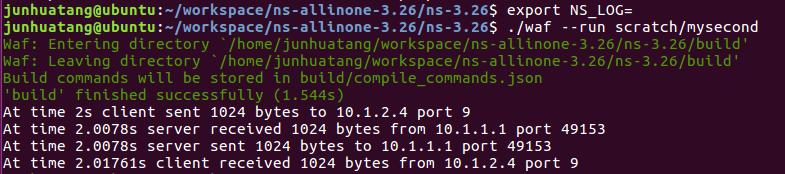 junhuatang@ubuntu:~/workspace/ns-allinone-3.26/ns-3.26$ export NS_LOG=
junhuatang@ubuntu:~/workspace/ns-allinone-3.26/ns-3.26$ ./waf --run scratch/mysecond
Waf: Entering directory `/home/junhuatang/workspace/ns-allinone-3.26/ns-3.26/build'
Waf: Leaving directory `/home/junhuatang/workspace/ns-allinone-3.26/ns-3.26/build'
Build commands will be stored in build/compile_commands.json
'build' finished successfully (1.544s)
At time 2s client sent 1024 bytes to 10.1.2.4 port 9
At time 2.0078s server received 1024 bytes from 10.1.1.1 port 49153
At time 2.0078s server sent 1024 bytes to 10.1.1.1 port 49153
At time 2.01761s client received 1024 bytes from 10.1.2.4 port 9